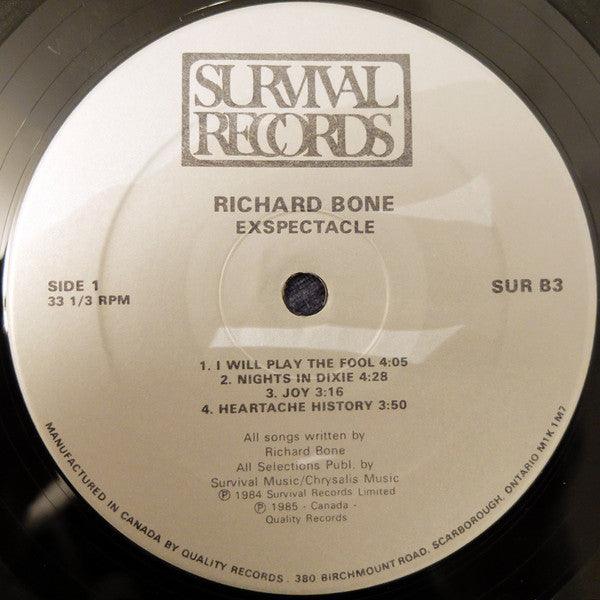 SURVIVAL
RECORDS
RICHARD BONE
EXSPECTACLE
SIDE 1
33 1/3 RPM
SUR B3
1. I WILL PLAY THE FOOL 4:05
2. NIGHTS IN DIXIE 4:28
3. JOY 3:16
4. HEARTACHE HISTORY 3:50
All songs written by
Richard Bone
All Selections Publ. by
Survival Music/Chrysalis Music
Ⓟ 1984 Survival Records Limited
Ⓟ 1985 - Canada -
Quality Records
MANUFACTURED IN CANADA BY QUALITY RECORDS . 380 BIRCHMOUNT ROAD, SCARBOROUGH, ONTARIO M1K 1M7